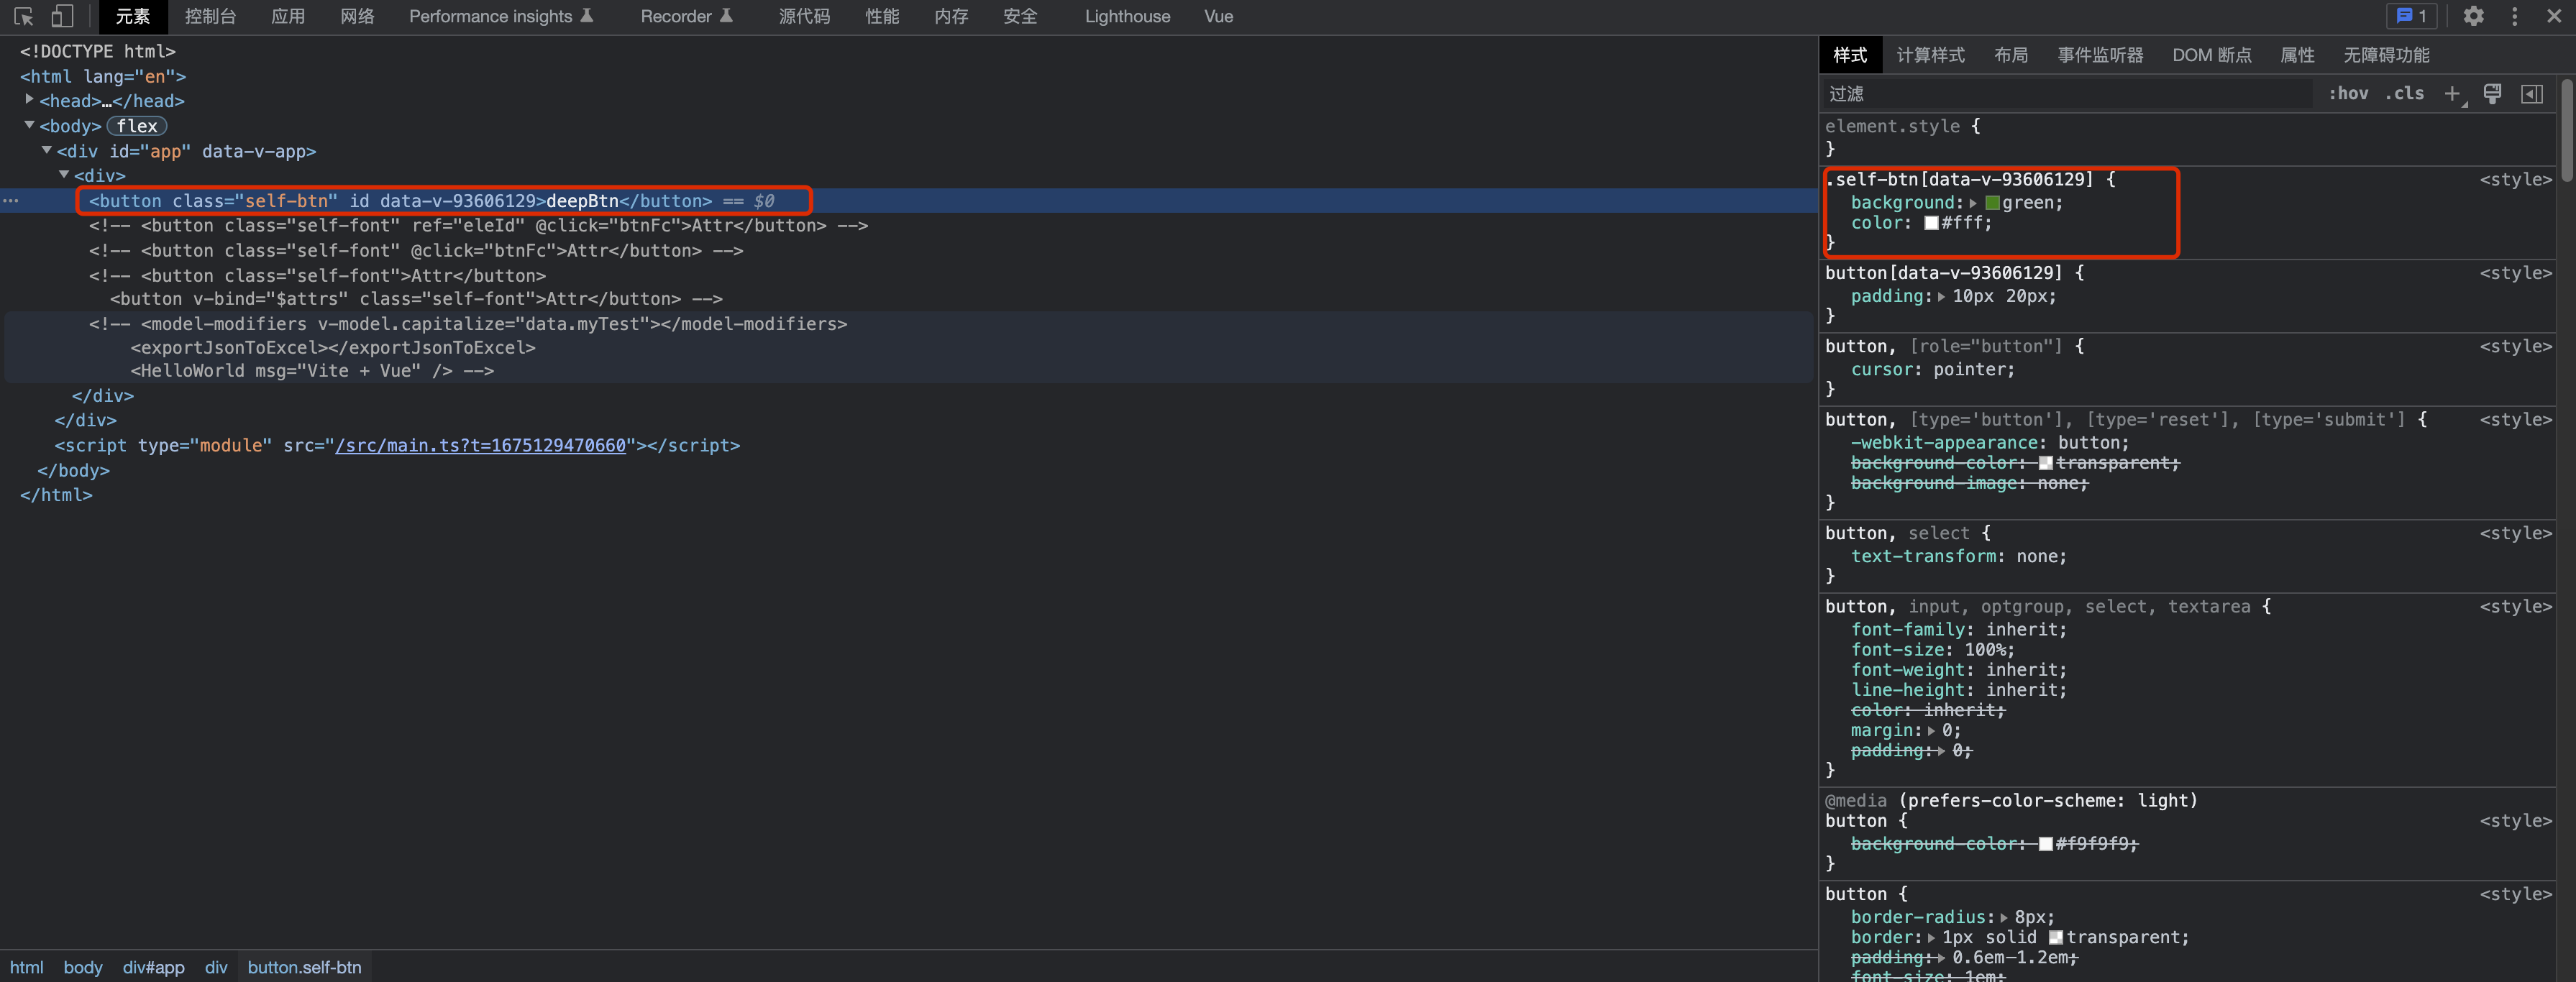 元素 控制台 应用 网络 Performance insights Recorder 源代码 性能 内存 安全 Lighthouse Vue 1
<!DOCTYPE html>
<html lang="en">
<head>…</head>
<body> flex
<div id="app" data-v-app>
<div>
<button class="self-btn" id data-v-93606129>deepBtn</button> == $0
<!-- <button class="self-font" ref="eleId" @click="btnFc">Attr</button> -->
<!-- <button class="self-font" @click="btnFc">Attr</button> -->
<!-- <button class="self-font">Attr</button>
<button v-bind="$attrs" class="self-font">Attr</button> -->
<!-- <model-modifiers v-model.capitalize="data.myTest"></model-modifiers>
<exportJsonToExcel></exportJsonToExcel>
<HelloWorld msg="Vite + Vue" /> -->
</div>
</div>
<script type="module" src="/src/main.ts?t=1675129470660"></script>
</body>
</html>
html body div#app div button.self-btn
样式 计算样式 布局 事件监听器 DOM 断点 属性 无障碍功能
过滤 :hov .cls
element.style {
}
.self-btn[data-v-93606129] { <style>
background: green;
color: #fff;
}
button[data-v-93606129] { <style>
padding: 10px 20px;
}
button, [role="button"] { <style>
cursor: pointer;
}
button, [type='button'], [type='reset'], [type='submit'] { <style>
-webkit-appearance: button;
background-color: transparent;
background-image: none;
}
button, select { <style>
text-transform: none;
}
button, input, optgroup, select, textarea { <style>
font-family: inherit;
font-size: 100%;
font-weight: inherit;
line-height: inherit;
color: inherit;
margin: 0;
padding: 0;
}
@media (prefers-color-scheme: light)
button { <style>
background-color: #f9f9f9;
}
button { <style>
border-radius: 8px;
border: 1px solid transparent;
padding: 0.6em 1.2em;
font-size: 1em;